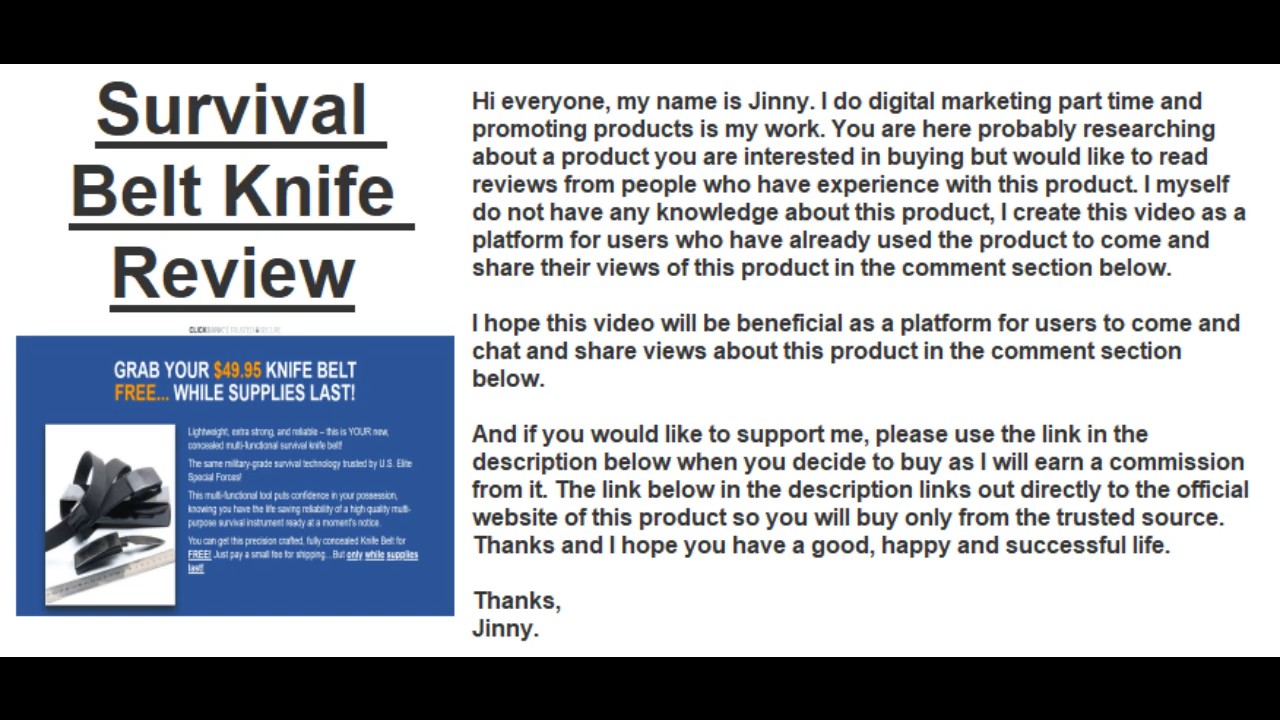 Survival
Belt Knife
Review
CLICKBANK | TRUSTED SECURE
GRAB YOUR $49.95 KNIFE BELT
FREE... WHILE SUPPLIES LAST!
Lightweight, extra strong, and reliable – this is YOUR new,
concealed multi-functional survival knife belt!
The same military-grade survival technology trusted by U.S. Elite
Special Forces!
This multi-functional tool puts confidence in your possession,
knowing you have the life saving reliability of a high quality multi-
purpose survival instrument ready at a moment's notice.
You can get this precision crafted, fully concealed Knife Belt for
FREE! Just pay a small fee for shipping... But only while supplies
last!
Hi everyone, my name is Jinny. I do digital marketing part time and
promoting products is my work. You are here probably researching
about a product you are interested in buying but would like to read
reviews from people who have experience with this product. I myself
do not have any knowledge about this product, I create this video as a
platform for users who have already used the product to come and
share their views of this product in the comment section below.
I hope this video will be beneficial as a platform for users to come and
chat and share views about this product in the comment section
below.
And if you would like to support me, please use the link in the
description below when you decide to buy as I will earn a commission
from it. The link below in the description links out directly to the official
website of this product so you will buy only from the trusted source.
Thanks and I hope you have a good, happy and successful life.
Thanks,
Jinny.